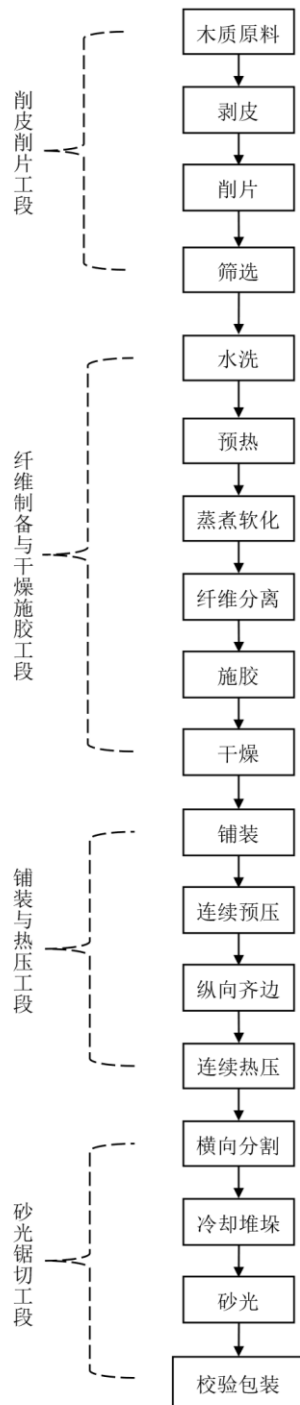 木质原料
剥皮
削片
筛选
削皮削片工段
水洗
预热
蒸煮软化
纤维分离
施胶
干燥
纤维制备与干燥施胶工段
铺装
连续预压
纵向齐边
连续热压
铺装与热压工段
横向分割
冷却堆垛
砂光
校验包装
砂光锯切工段